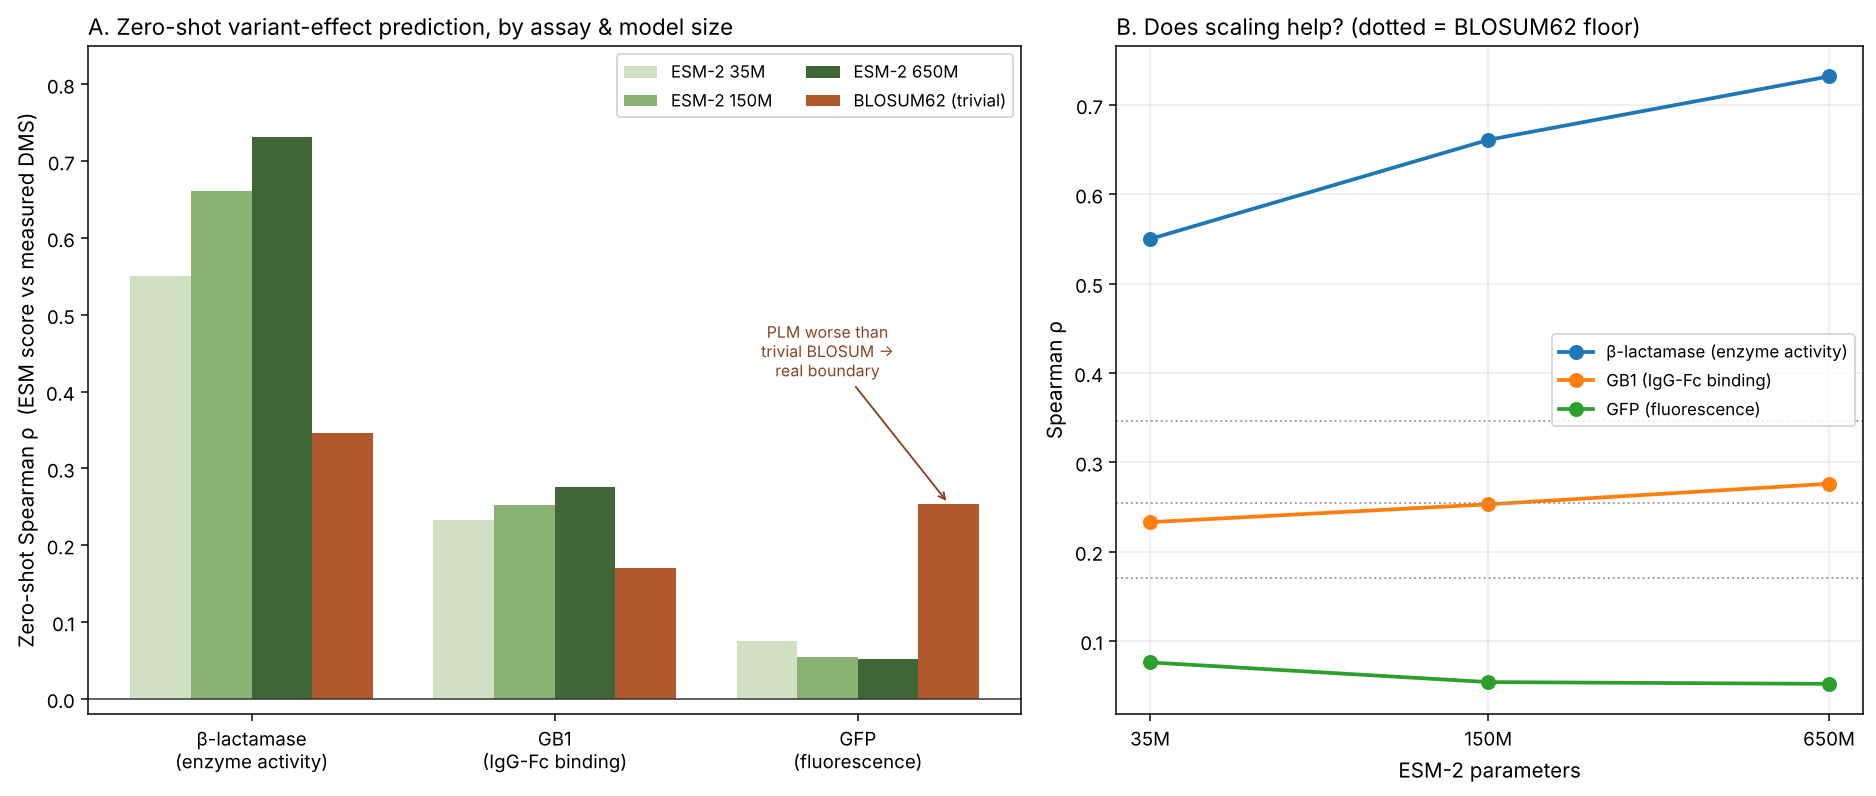 A. Zero-shot variant-effect prediction, by assay & model size
Zero-shot Spearman ρ (ESM score vs measured DMS)
0.8
0.7
0.6
0.5
0.4
0.3
0.2
0.1
0.0
ESM-2 35M
ESM-2 150M
ESM-2 650M
BLOSUM62 (trivial)
PLM worse than
trivial BLOSUM →
real boundary
β-lactamase
(enzyme activity)
GB1
(IgG-Fc binding)
GFP
(fluorescence)
B. Does scaling help? (dotted = BLOSUM62 floor)
Spearman ρ
0.7
0.6
0.5
0.4
0.3
0.2
0.1
β-lactamase (enzyme activity)
GB1 (IgG-Fc binding)
GFP (fluorescence)
35M
150M
650M
ESM-2 parameters